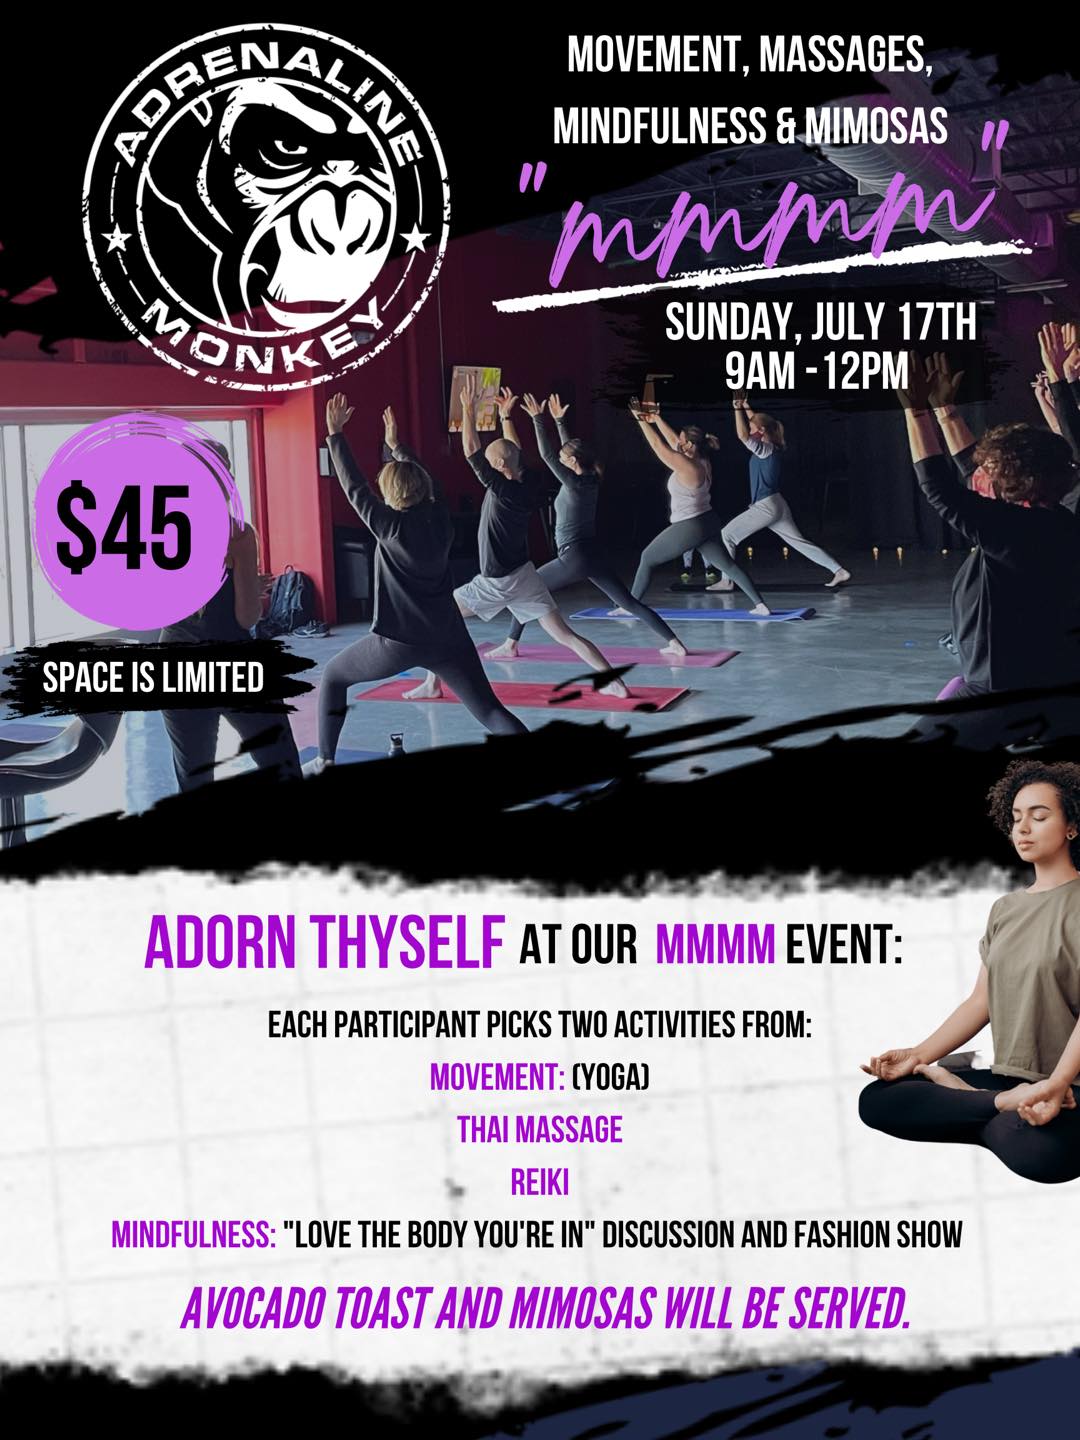 ADRENALINE
MONKEY
MOVEMENT, MASSAGES,
MINDFULNESS & MIMOSAS
"mmmm"
SUNDAY, JULY 17TH
9AM -12PM
$45
SPACE IS LIMITED
ADORN THYSELF AT OUR MMMM EVENT:
EACH PARTICIPANT PICKS TWO ACTIVITIES FROM:
MOVEMENT: (YOGA)
THAI MASSAGE
REIKI
MINDFULNESS: "LOVE THE BODY YOU'RE IN" DISCUSSION AND FASHION SHOW
AVOCADO TOAST AND MIMOSAS WILL BE SERVED.